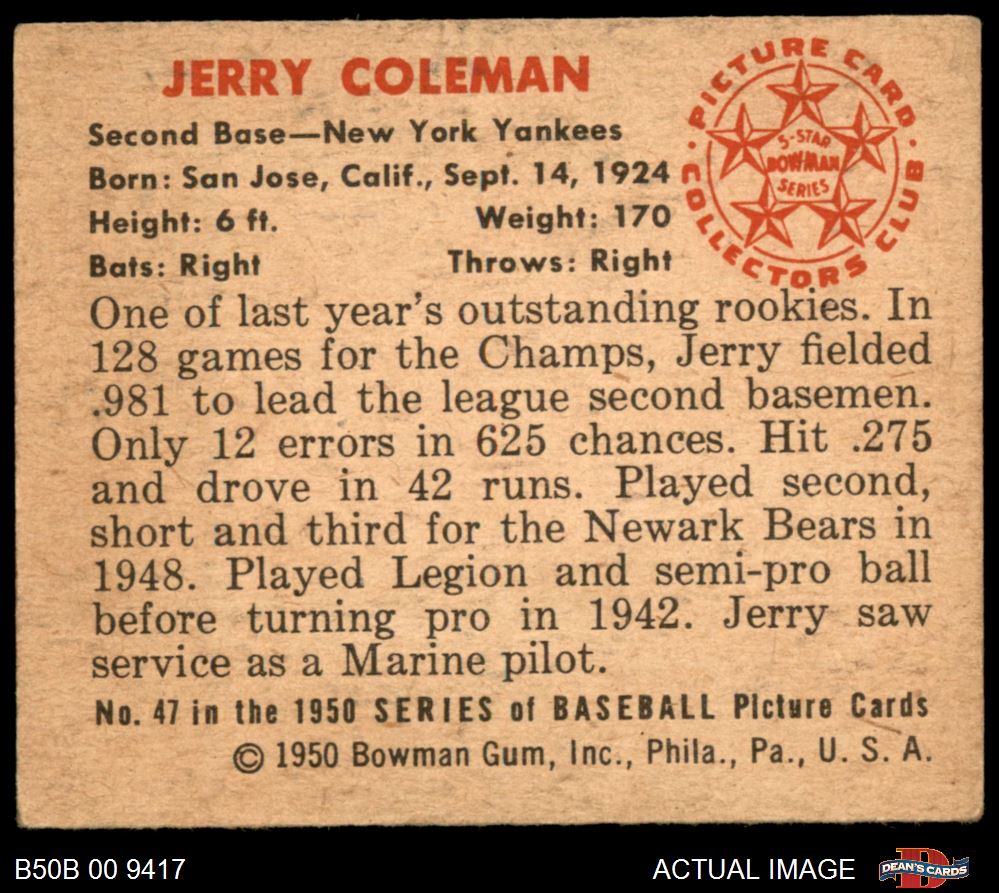 JERRY COLEMAN
Second Base—New York Yankees
Born: San Jose, Calif., Sept. 14, 1924
Height: 6 ft. Weight: 170
Bats: Right Throws: Right
PICTURE CARD
COLLECTORS CLUB
5-STAR
BOWMAN
SERIES
One of last year's outstanding rookies. In
128 games for the Champs, Jerry fielded
.981 to lead the league second basemen.
Only 12 errors in 625 chances. Hit .275
and drove in 42 runs. Played second,
short and third for the Newark Bears in
1948. Played Legion and semi-pro ball
before turning pro in 1942. Jerry saw
service as a Marine pilot.
No. 47 in the 1950 SERIES of BASEBALL Picture Cards
© 1950 Bowman Gum, Inc., Phila., Pa., U. S. A.
B50B 00 9417
ACTUAL IMAGE
DEAN'S CARDS